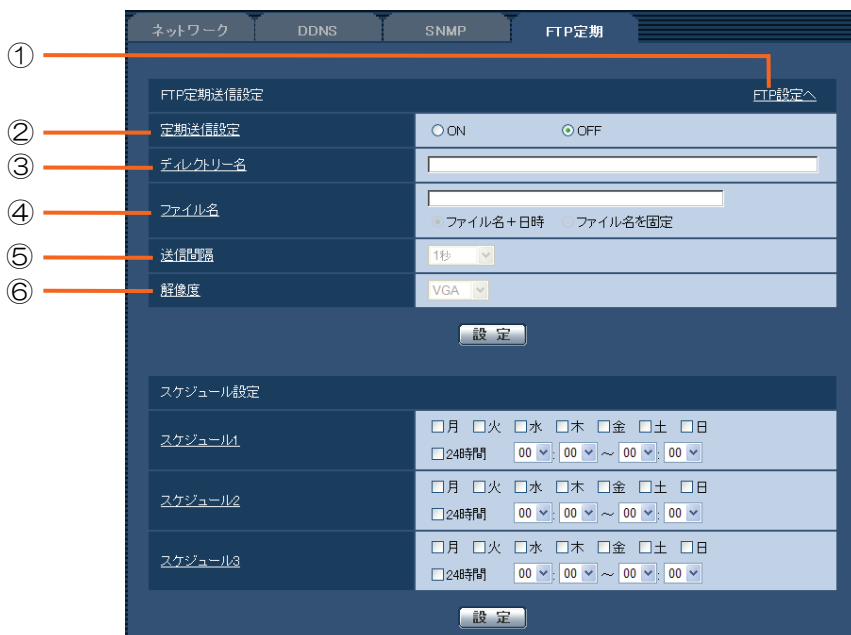 ネットワーク DDNS SNMP FTP定期
①
FTP定期送信設定 FTP設定へ
② 定期送信設定 ON OFF
③ ディレクトリー名
④ ファイル名
ファイル名+日時 ファイル名を固定
⑤ 送信間隔 1秒
⑥ 解像度 VGA
設 定
スケジュール設定
スケジュール1
月 火 水 木 金 土 日
24時間 00 : 00 ～ 00 : 00
スケジュール2
月 火 水 木 金 土 日
24時間 00 : 00 ～ 00 : 00
スケジュール3
月 火 水 木 金 土 日
24時間 00 : 00 ～ 00 : 00
設 定